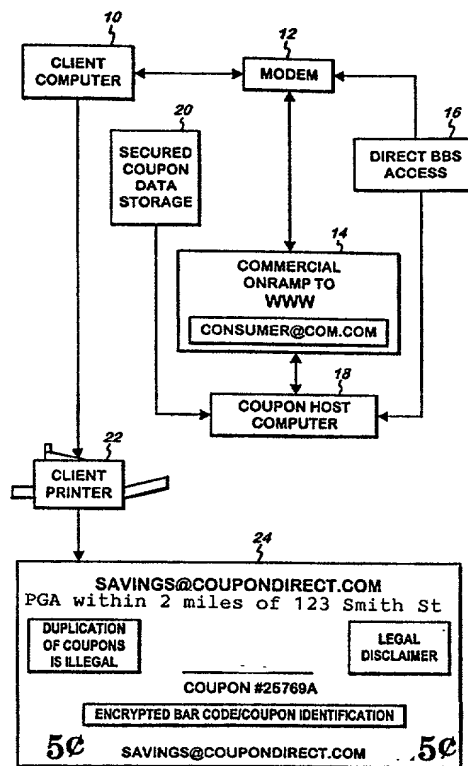 10
CLIENT
COMPUTER
12
MODEM
20
SECURED
COUPON
DATA
STORAGE
16
DIRECT BBS
ACCESS
14
COMMERCIAL
ONRAMP TO
WWW
CONSUMER@COM.COM
18
COUPON HOST
COMPUTER
22
CLIENT
PRINTER
24
SAVINGS@COUPONDIRECT.COM
PGA within 2 miles of 123 Smith St
DUPLICATION
OF COUPONS
IS ILLEGAL
LEGAL
DISCLAIMER
COUPON #25769A
ENCRYPTED BAR CODE/COUPON IDENTIFICATION
5¢ SAVINGS@COUPONDIRECT.COM 5¢